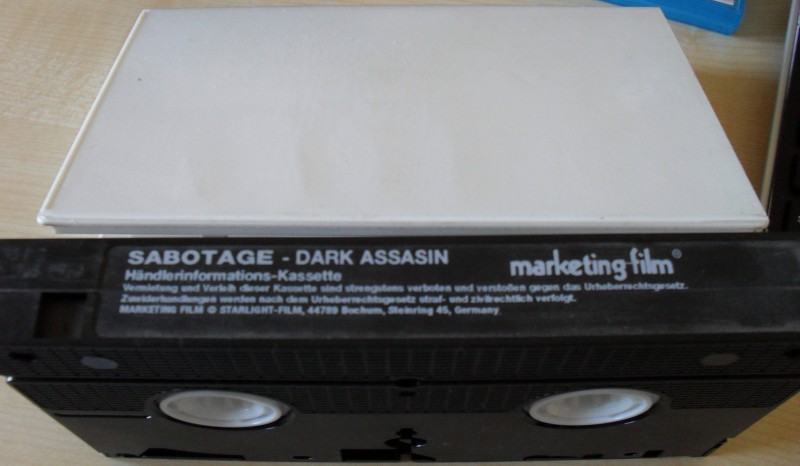 SABOTAGE - DARK ASSASIN
marketing-film®
Händlerinformations-Kassette
Vermietung und Verleih dieser Kassette sind strengstens verboten und verstoßen gegen das Urheberrechtsgesetz.
Zuwiderhandlungen werden nach dem Urheberrechtsgesetz straf- und zivilrechtlich verfolgt.
MARKETING FILM © STARLIGHT-FILM, 44789 Bochum, Steinring 45, Germany